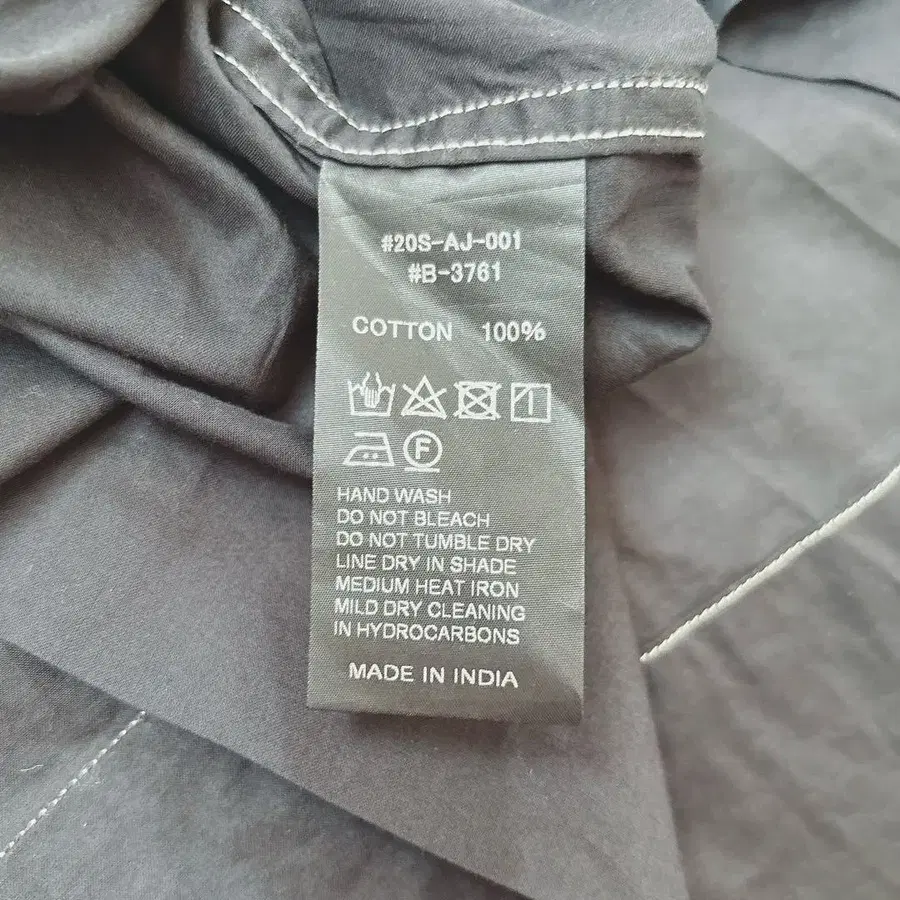 #20S-AJ-001
#B-3761
COTTON 100%
F
HAND WASH
DO NOT BLEACH
DO NOT TUMBLE DRY
LINE DRY IN SHADE
MEDIUM HEAT IRON
MILD DRY CLEANING
IN HYDROCARBONS
MADE IN INDIA